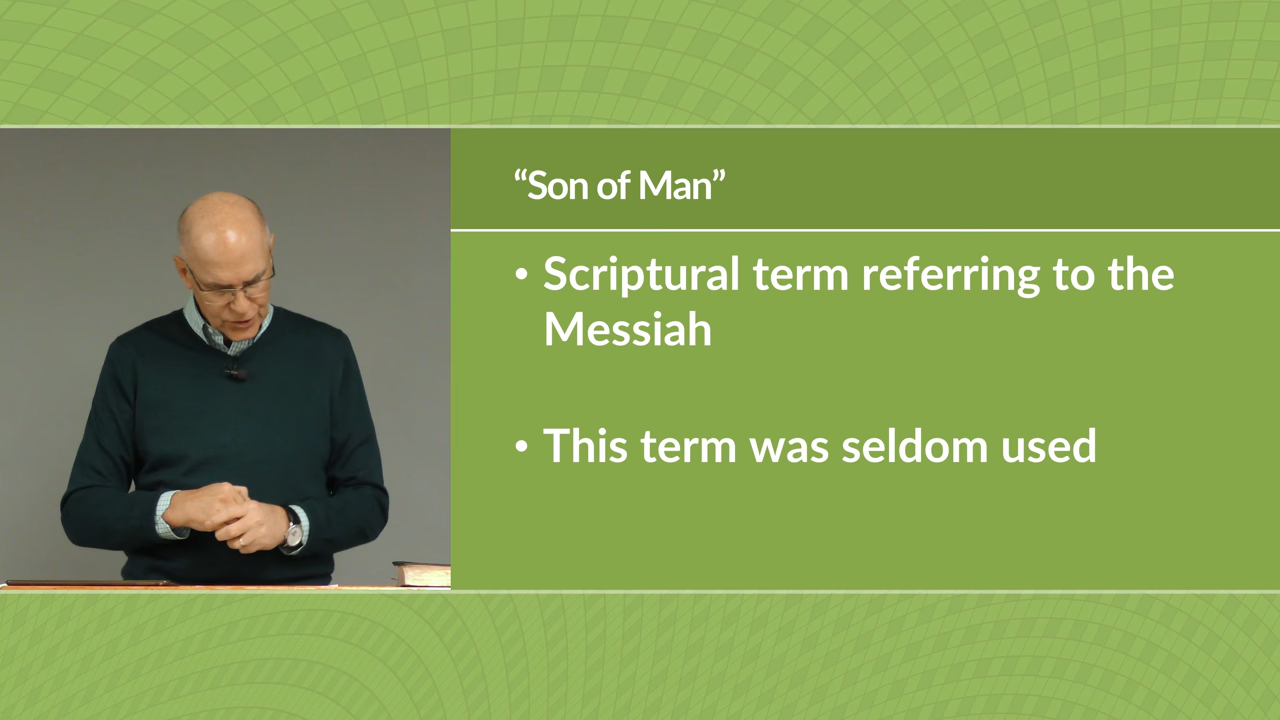 “Son of Man”
• Scriptural term referring to the
Messiah
• This term was seldom used